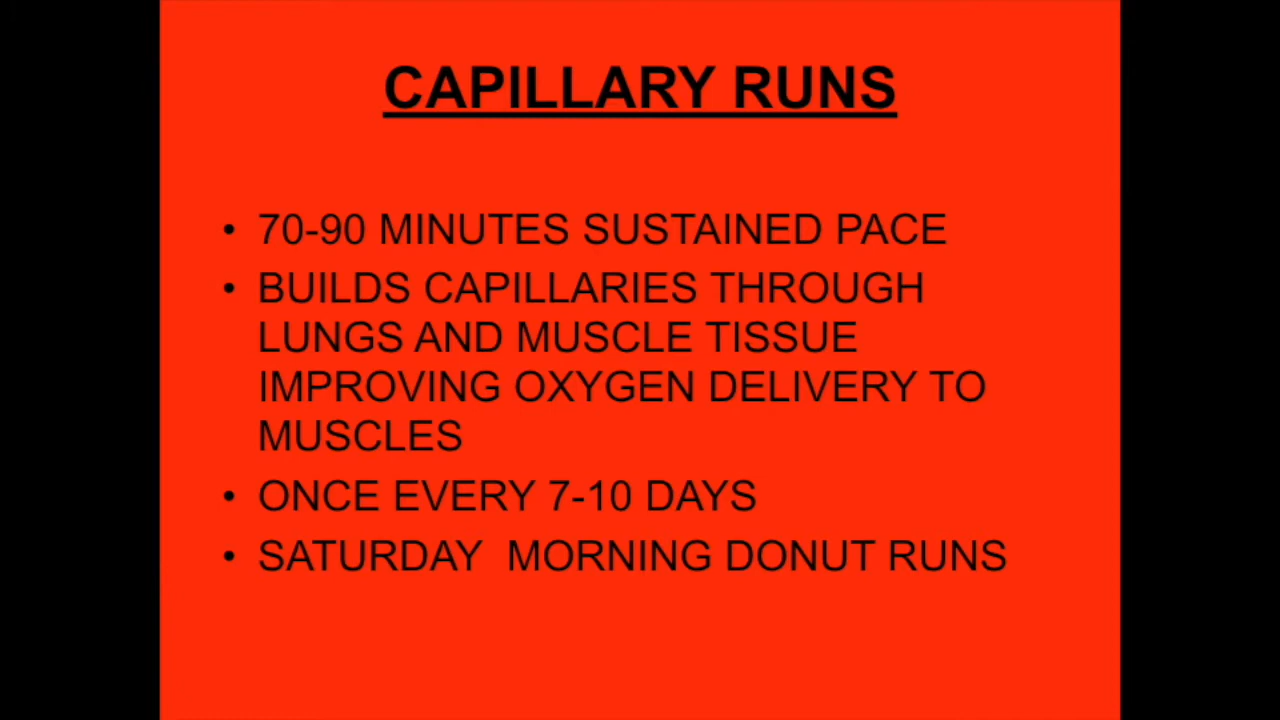 CAPILLARY RUNS
• 70-90 MINUTES SUSTAINED PACE
• BUILDS CAPILLARIES THROUGH
LUNGS AND MUSCLE TISSUE
IMPROVING OXYGEN DELIVERY TO
MUSCLES
• ONCE EVERY 7-10 DAYS
• SATURDAY  MORNING DONUT RUNS